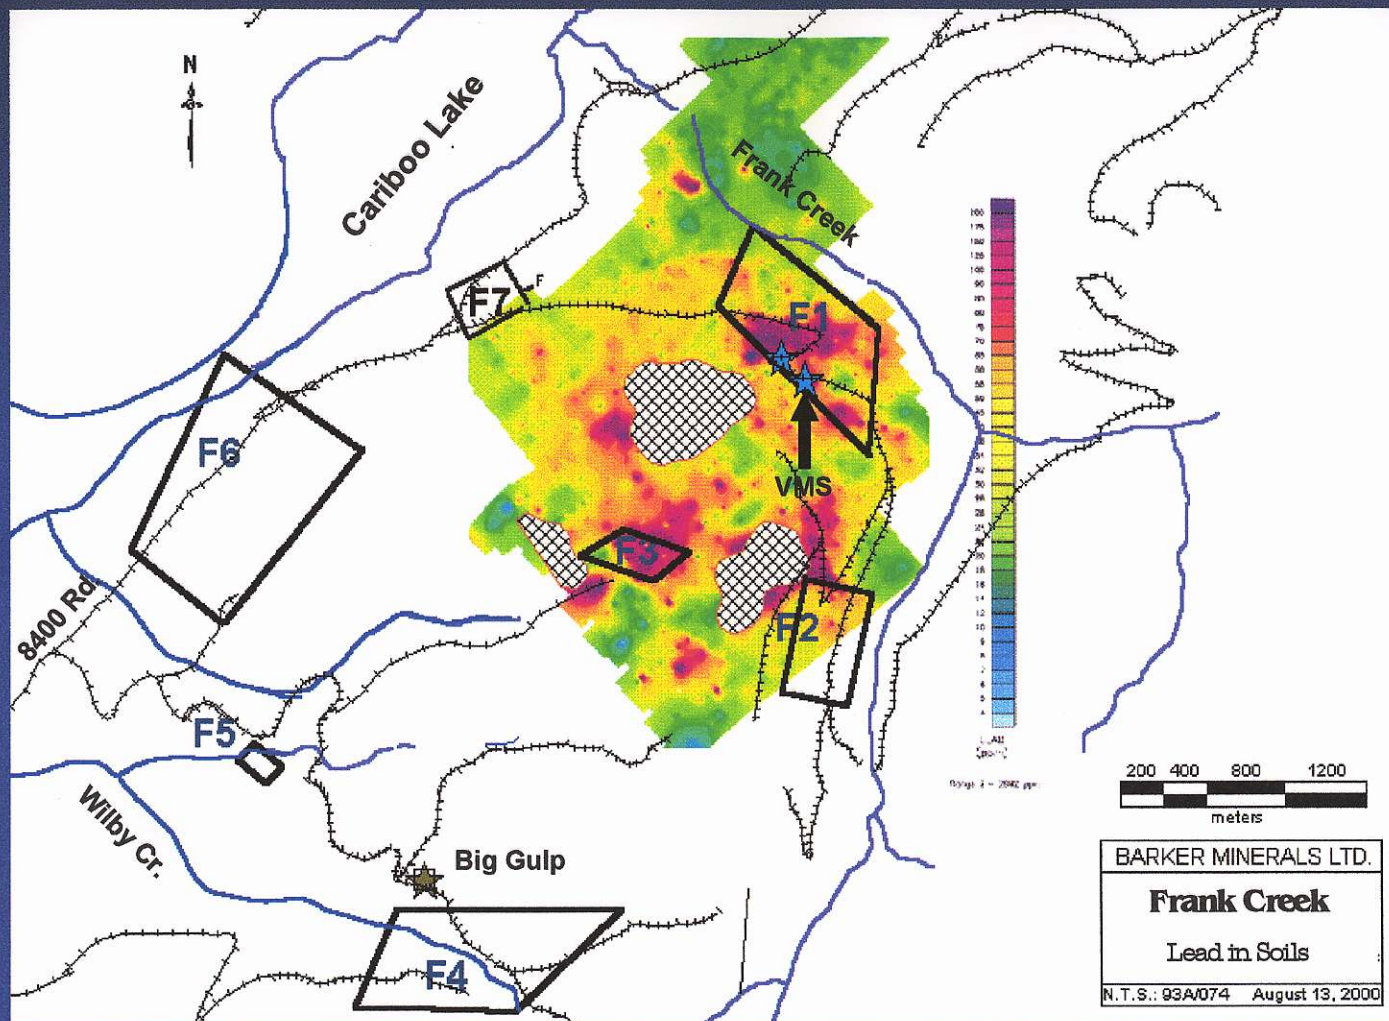 N
Cariboo Lake
Frank Creek
F7
F
F1
F6
VMS
F3
8400 Rd.
F2
F5
Wilby Cr.
Big Gulp
F4
200 400 800 1200
meters
BARKER MINERALS LTD.
Frank Creek
Lead in Soils
N.T.S.: 93A/074 August 13, 2000